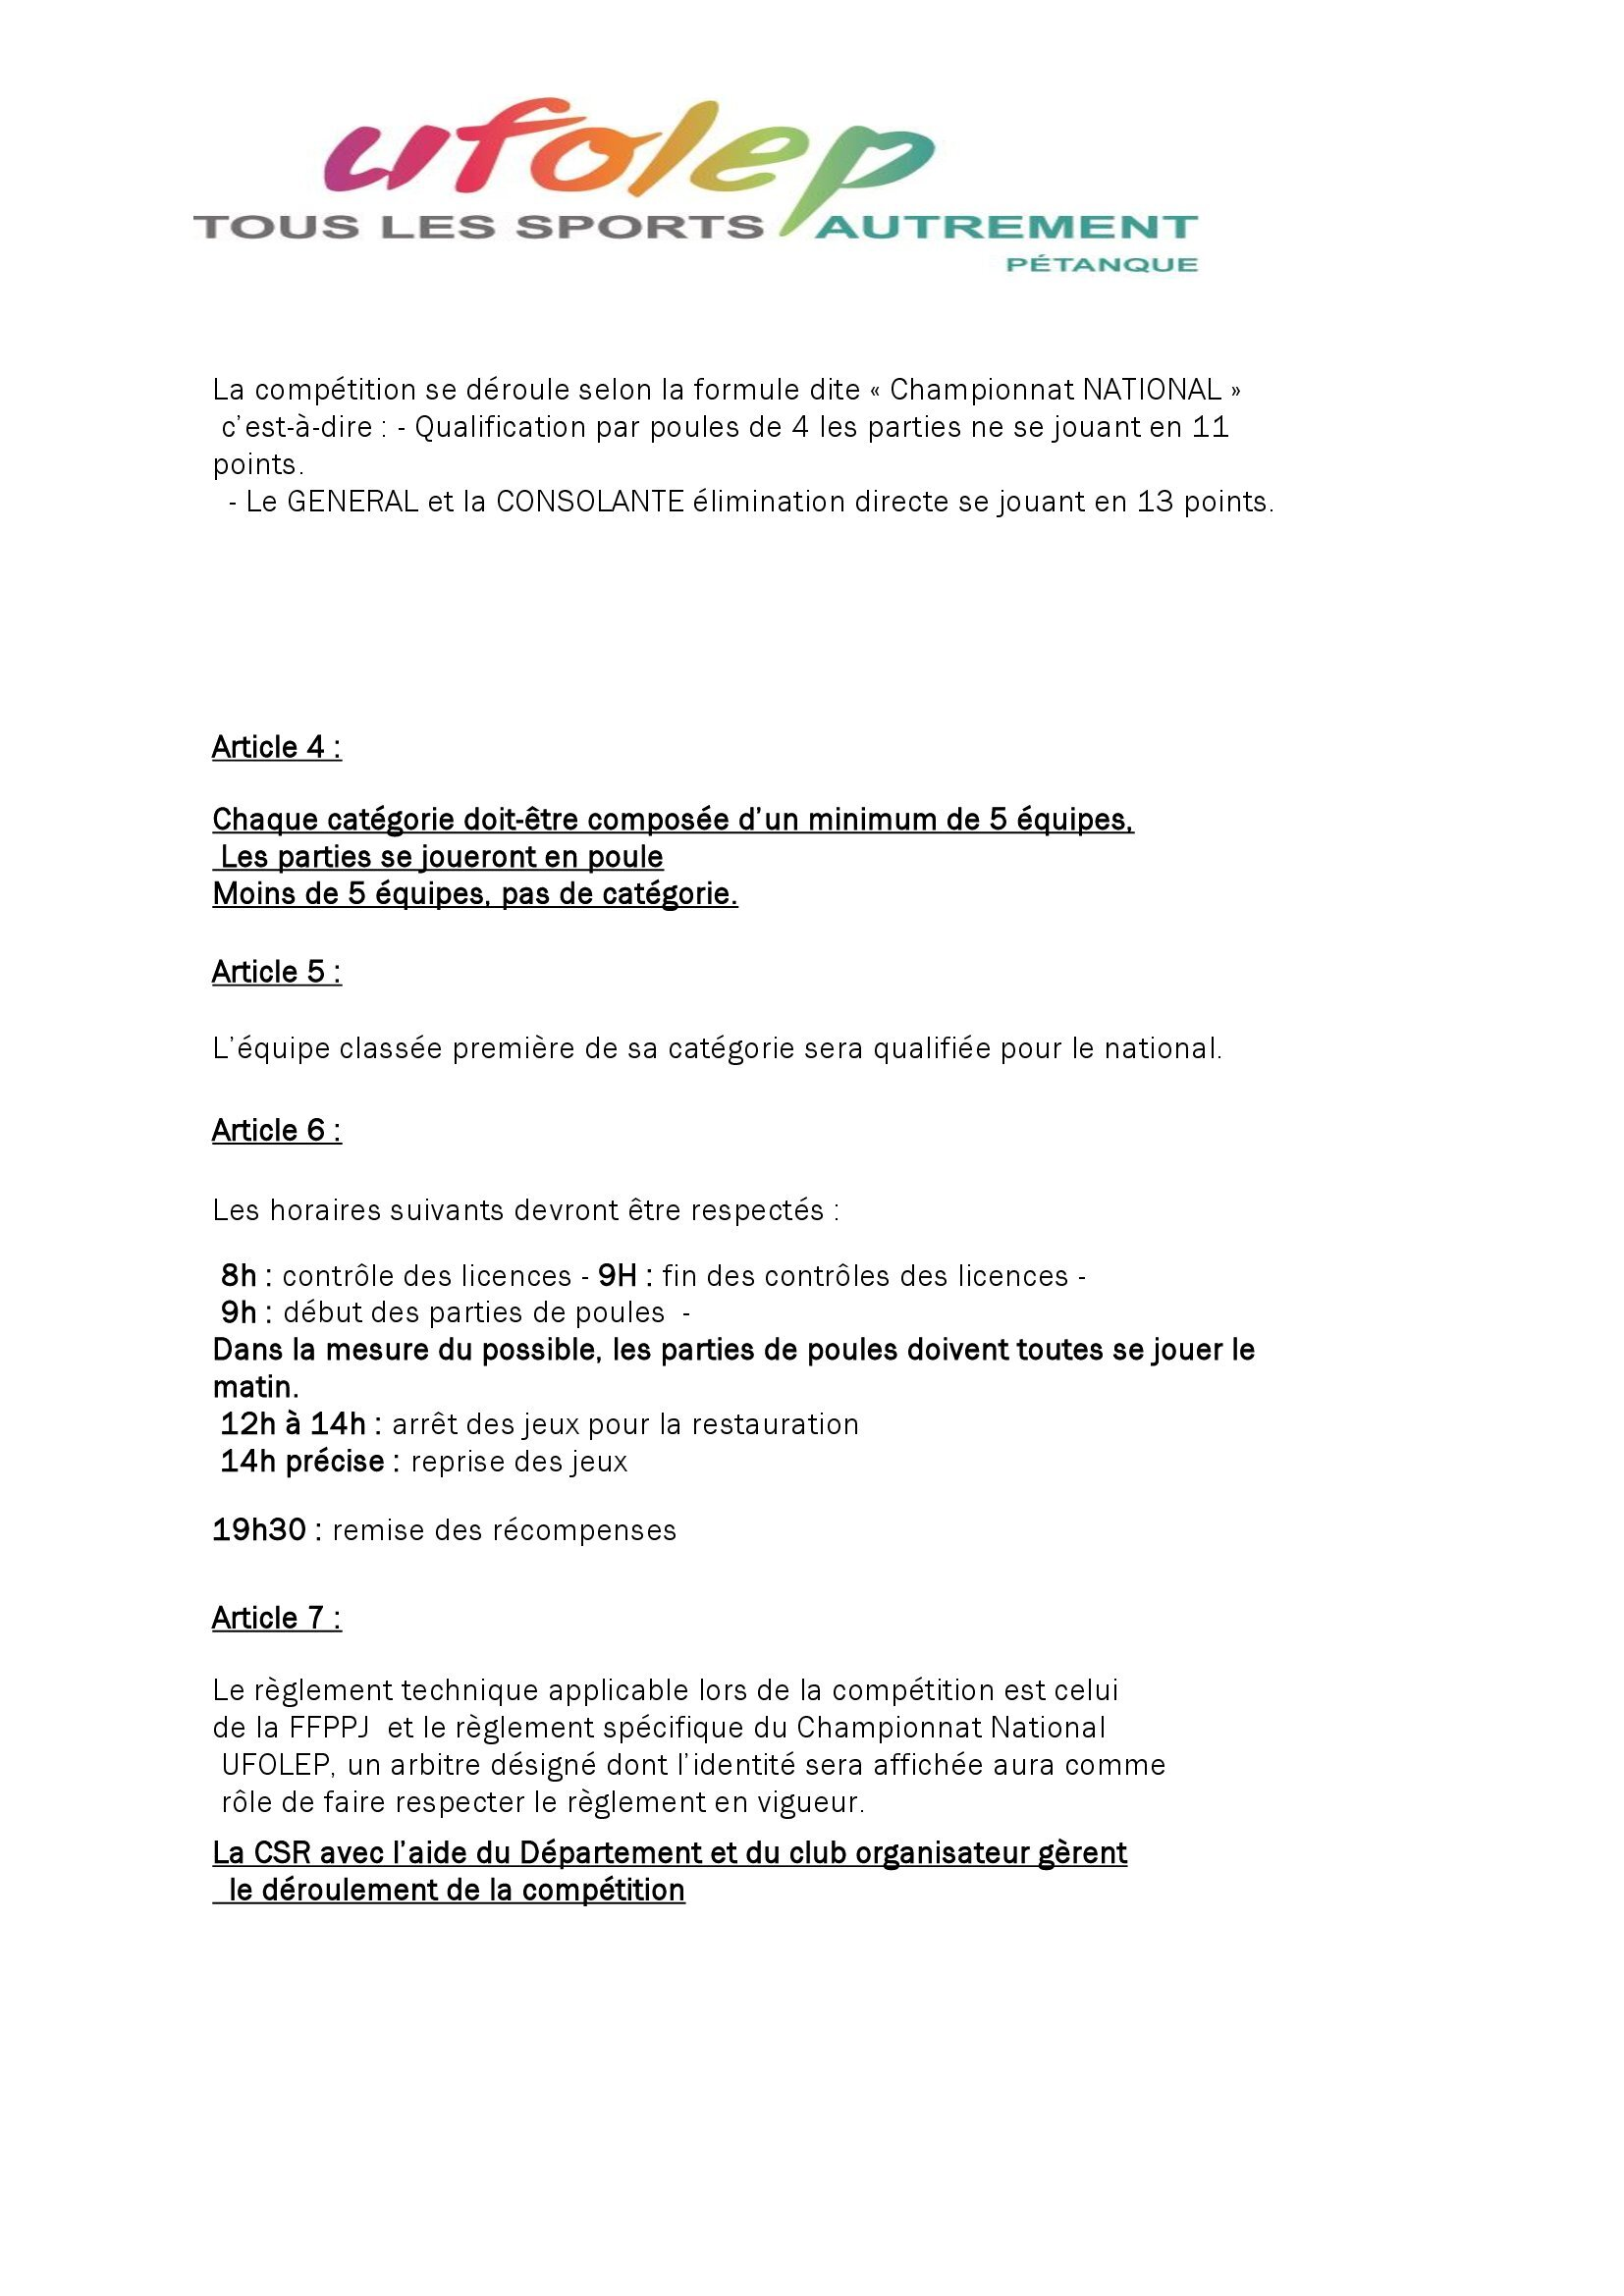 ufolep
TOUS LES SPORTS AUTREMENT
PÉTANQUE
La compétition se déroule selon la formule dite « Championnat NATIONAL »
c'est-à-dire : - Qualification par poules de 4 les parties ne se jouant en 11
points.
- Le GENERAL et la CONSOLANTE élimination directe se jouant en 13 points.
Article 4 :
Chaque catégorie doit-être composée d'un minimum de 5 équipes,
Les parties se joueront en poule
Moins de 5 équipes, pas de catégorie.
Article 5 :
L'équipe classée première de sa catégorie sera qualifiée pour le national.
Article 6 :
Les horaires suivants devront être respectés :
8h : contrôle des licences - 9H : fin des contrôles des licences -
9h : début des parties de poules -
Dans la mesure du possible, les parties de poules doivent toutes se jouer le
matin.
12h à 14h : arrêt des jeux pour la restauration
14h précise : reprise des jeux
19h30 : remise des récompenses
Article 7 :
Le règlement technique applicable lors de la compétition est celui
de la FFPPJ et le règlement spécifique du Championnat National
UFOLEP, un arbitre désigné dont l'identité sera affichée aura comme
rôle de faire respecter le règlement en vigueur.
La CSR avec l'aide du Département et du club organisateur gèrent
le déroulement de la compétition